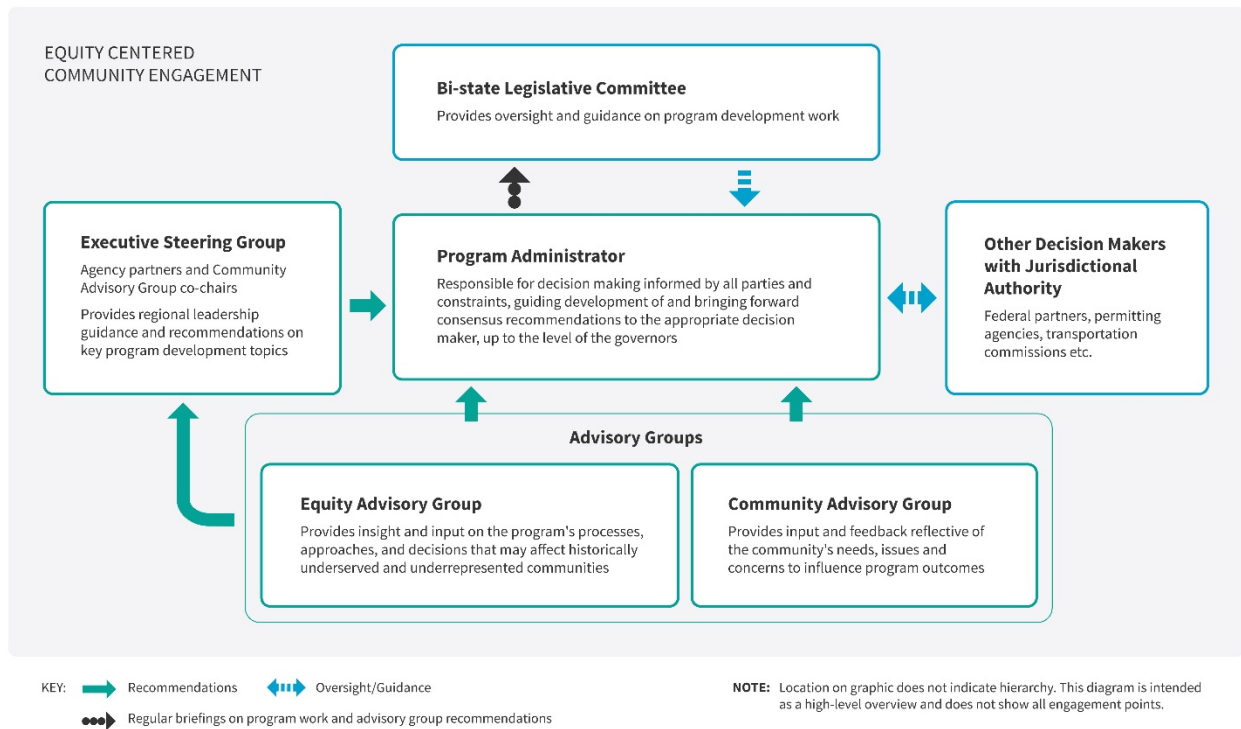 EQUITY CENTERED
COMMUNITY ENGAGEMENT
Bi-state Legislative Committee
Provides oversight and guidance on program development work
Executive Steering Group
Agency partners and Community
Advisory Group co-chairs
Provides regional leadership
guidance and recommendations on
key program development topics
Program Administrator
Responsible for decision making informed by all parties and
constraints, guiding development of and bringing forward
consensus recommendations to the appropriate decision
maker, up to the level of the governors
Other Decision Makers
with Jurisdictional
Authority
Federal partners, permitting
agencies, transportation
commissions etc.
Advisory Groups
Equity Advisory Group
Provides insight and input on the program's processes,
approaches, and decisions that may affect historically
underserved and underrepresented communities
Community Advisory Group
Provides input and feedback reflective of
the community's needs, issues and
concerns to influence program outcomes
KEY: Recommendations Oversight/Guidance
Regular briefings on program work and advisory group recommendations
NOTE: Location on graphic does not indicate hierarchy. This diagram is intended
as a high-level overview and does not show all engagement points.